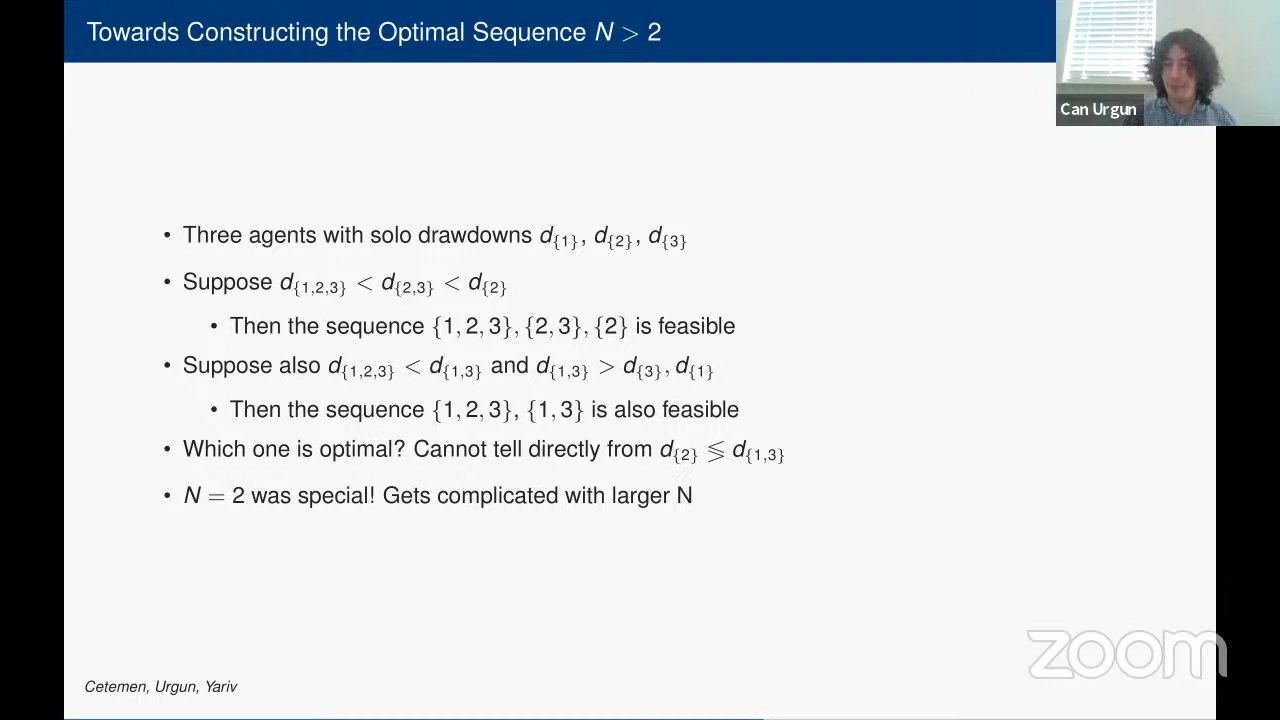 Towards Constructing the Optimal Sequence N > 2
Can Urgun
• Three agents with solo drawdowns d_{1}, d_{2}, d_{3}
• Suppose d_{1,2,3} < d_{2,3} < d_{2}
• Then the sequence {1, 2, 3}, {2, 3}, {2} is feasible
• Suppose also d_{1,2,3} < d_{1,3} and d_{1,3} > d_{3}, d_{1}
• Then the sequence {1, 2, 3}, {1, 3} is also feasible
• Which one is optimal? Cannot tell directly from d_{2} ≶ d_{1,3}
• N = 2 was special! Gets complicated with larger N
zoom
Cetemen, Urgun, Yariv